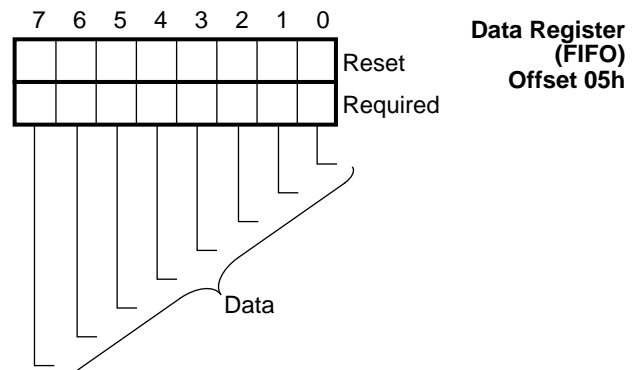 7 6 5 4 3 2 1 0
Data Register
(FIFO)
Offset 05h
Reset
Required
Data